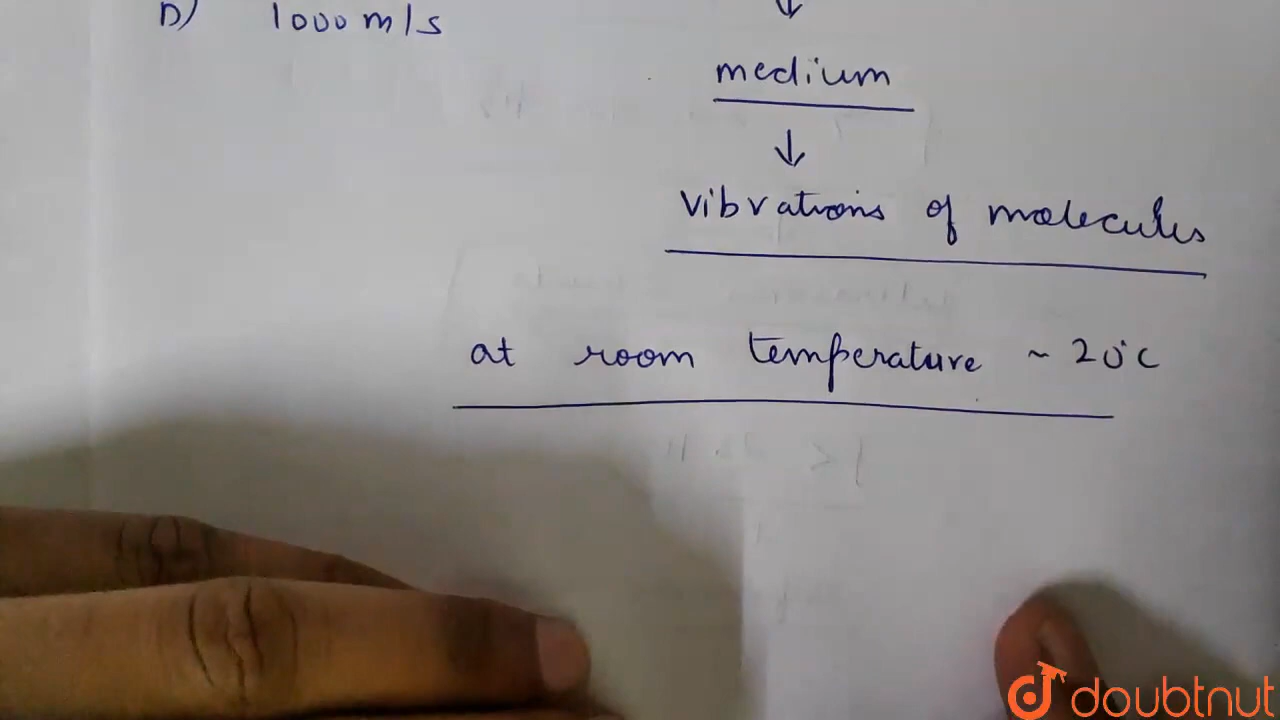 D) 1000 m/s
medium
vibrations of molecules
at room temperature ~ 20°C
doubtnut